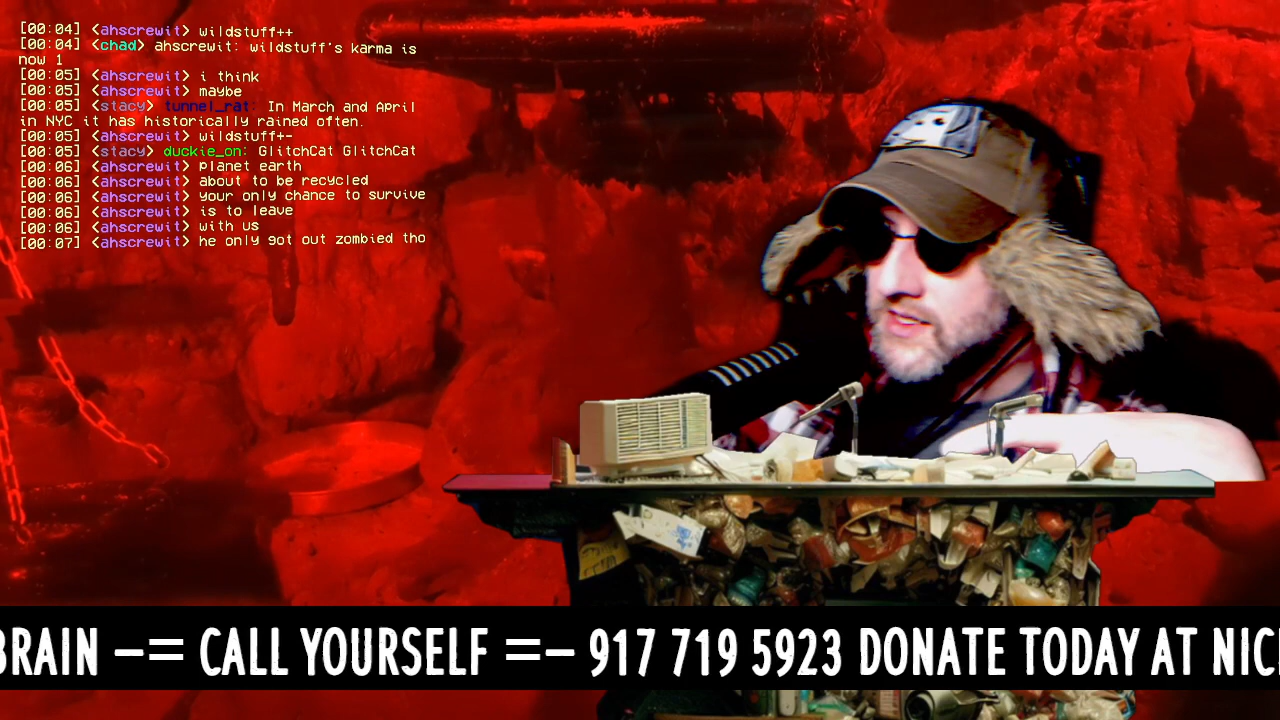 [00:04] <ahscrewit> wildstuff++
[00:04] <chad> ahscrewit: wildstuff's karma is
now 1
[00:05] <ahscrewit> i think
[00:05] <ahscrewit> maybe
[00:05] <stacy> tunnel_rat: In March and April
in NYC it has historically rained often.
[00:05] <ahscrewit> wildstuff+-
[00:05] <stacy> duckie_on: GlitchCat GlitchCat
[00:06] <ahscrewit> planet earth
[00:06] <ahscrewit> about to be recycled
[00:06] <ahscrewit> your only chance to survive
[00:06] <ahscrewit> is to leave
[00:06] <ahscrewit> with us
[00:07] <ahscrewit> he only got out zombied tho
BRAIN -= CALL YOURSELF =- 917 719 5923 DONATE TODAY AT NIC